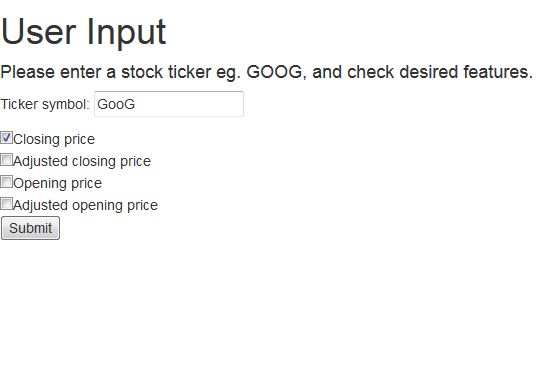 User Input
Please enter a stock ticker eg. GOOG, and check desired features.
Ticker symbol: GooG
Closing price
Adjusted closing price
Opening price
Adjusted opening price
Submit